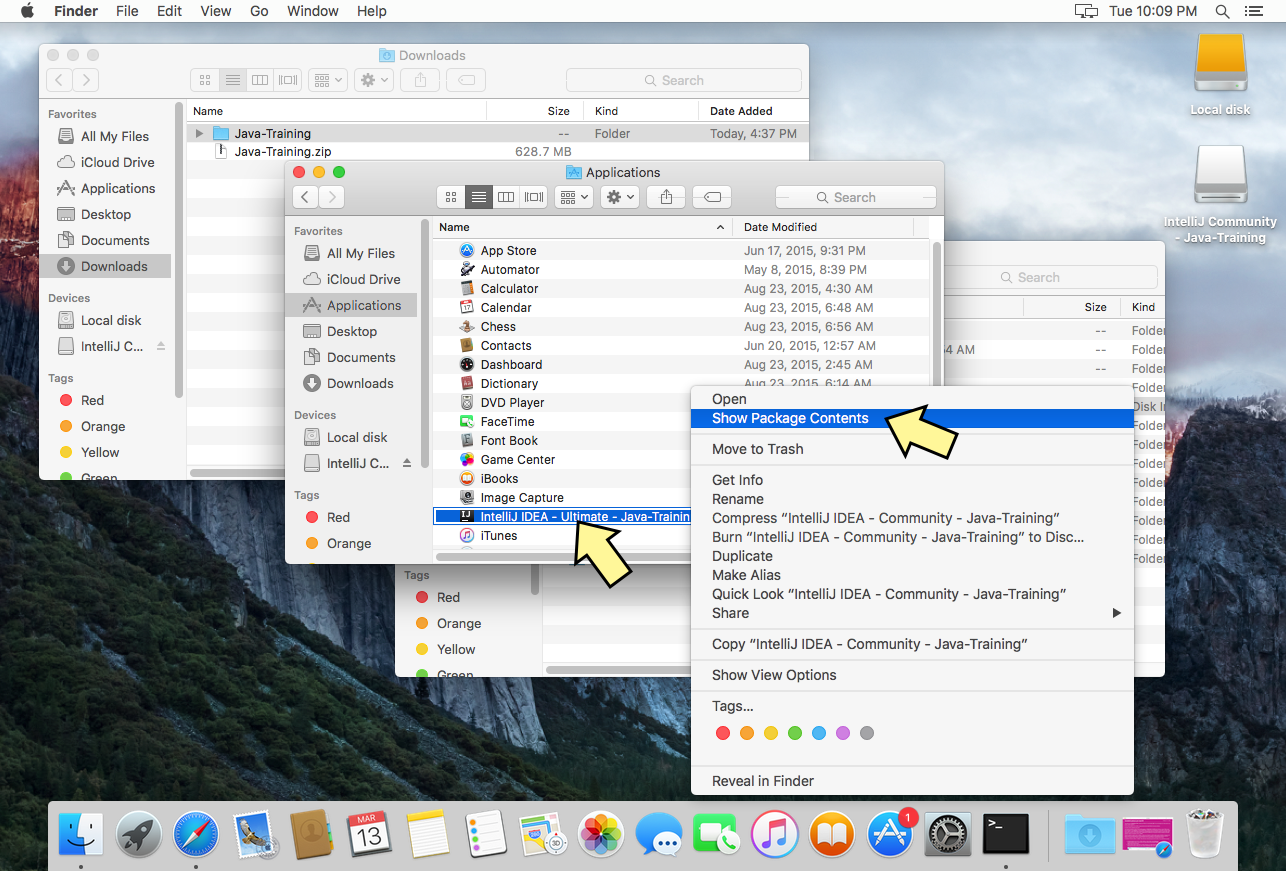 Finder File Edit View Go Window Help Tue 10:09 PM
Local disk
IntelliJ Community
- Java-Training
Downloads
Search
Favorites
All My Files
iCloud Drive
Applications
Desktop
Documents
Downloads
Devices
Local disk
IntelliJ C...
Tags
Red
Orange
Yellow
Green
Name Size Kind Date Added
Java-Training -- Folder Today, 4:37 PM
Java-Training.zip 628.7 MB
Applications
Search
Favorites
All My Files
iCloud Drive
Applications
Desktop
Documents
Downloads
Devices
Local disk
IntelliJ C...
Tags
Red
Orange
Name Date Modified
App Store Jun 17, 2015, 9:31 PM
Automator May 8, 2015, 8:39 PM
Calculator Aug 23, 2015, 4:30 AM
Calendar Aug 23, 2015, 6:48 AM
Chess Aug 23, 2015, 6:56 AM
Contacts Jun 20, 2015, 12:57 AM
Dashboard Aug 23, 2015, 2:45 AM
Dictionary Aug 23, 2015, 6:14 AM
DVD Player
FaceTime
Font Book
Game Center
iBooks
Image Capture
IntelliJ IDEA - Ultimate - Java-Trainin
iTunes
Search
Size Kind
-- Folder
54 AM -- Folder
-- Folder
Folder
Disk I
Folder
Folder
Folder
Folder
Folder
Folder
Folder
Folder
Tags
Red
Orange
Yellow
Green
Open
Show Package Contents
Move to Trash
Get Info
Rename
Compress “IntelliJ IDEA - Community - Java-Training”
Burn “IntelliJ IDEA - Community - Java-Training” to Disc...
Duplicate
Make Alias
Quick Look “IntelliJ IDEA - Community - Java-Training”
Share
Copy “IntelliJ IDEA - Community - Java-Training”
Show View Options
Tags...
Reveal in Finder
MAR
13
3D
1
>_